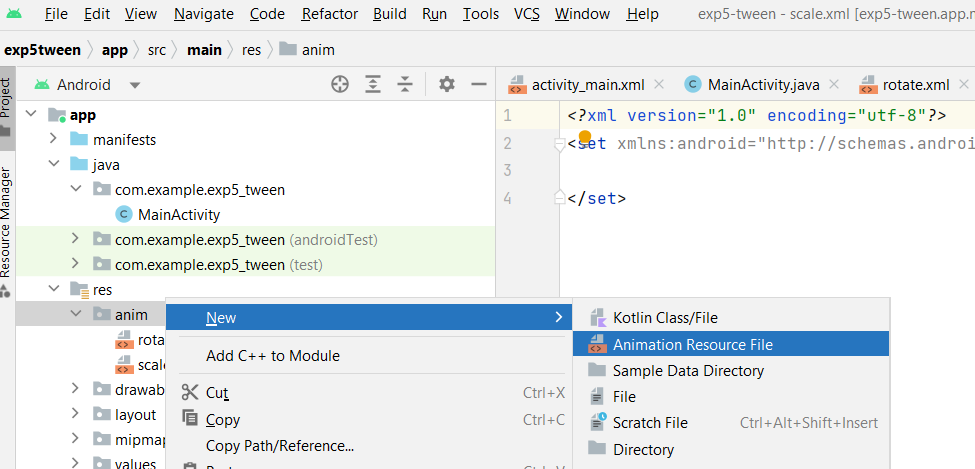 File Edit View Navigate Code Refactor Build Run Tools VCS Window Help exp5-tween - scale.xml [exp5-tween.app.
exp5tween app src main res anim
Project
Resource Manager
Android
activity_main.xml MainActivity.java rotate.xml
app
manifests
java
com.example.exp5_tween
MainActivity
com.example.exp5_tween (androidTest)
com.example.exp5_tween (test)
res
anim
rota
scale
drawab
layout
mipmap
values
1 <?xml version="1.0" encoding="utf-8"?>
2 <set xmlns:android="http://schemas.androi
3
4 </set>
New
Add C++ to Module
Cut Ctrl+X
Copy Ctrl+C
Copy Path/Reference...
Kotlin Class/File
Animation Resource File
Sample Data Directory
File
Scratch File Ctrl+Alt+Shift+Insert
Directory